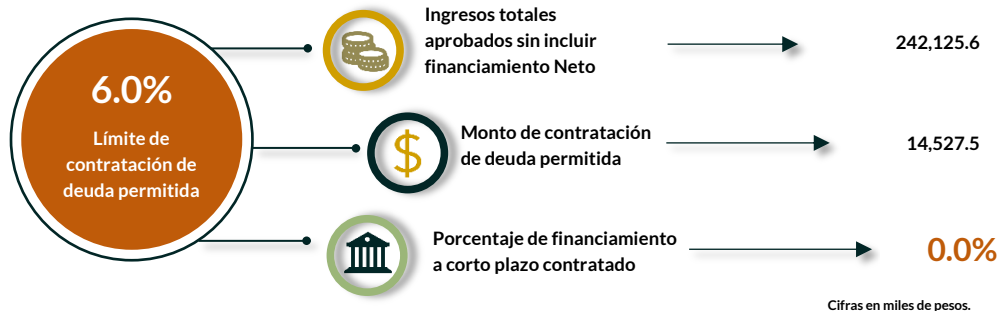 6.0%
Límite de
contratación de
deuda permitida
Ingresos totales
aprobados sin incluir
financiamiento Neto
242,125.6
$
Monto de contratación
de deuda permitida
14,527.5
Porcentaje de financiamiento
a corto plazo contratado
0.0%
Cifras en miles de pesos.